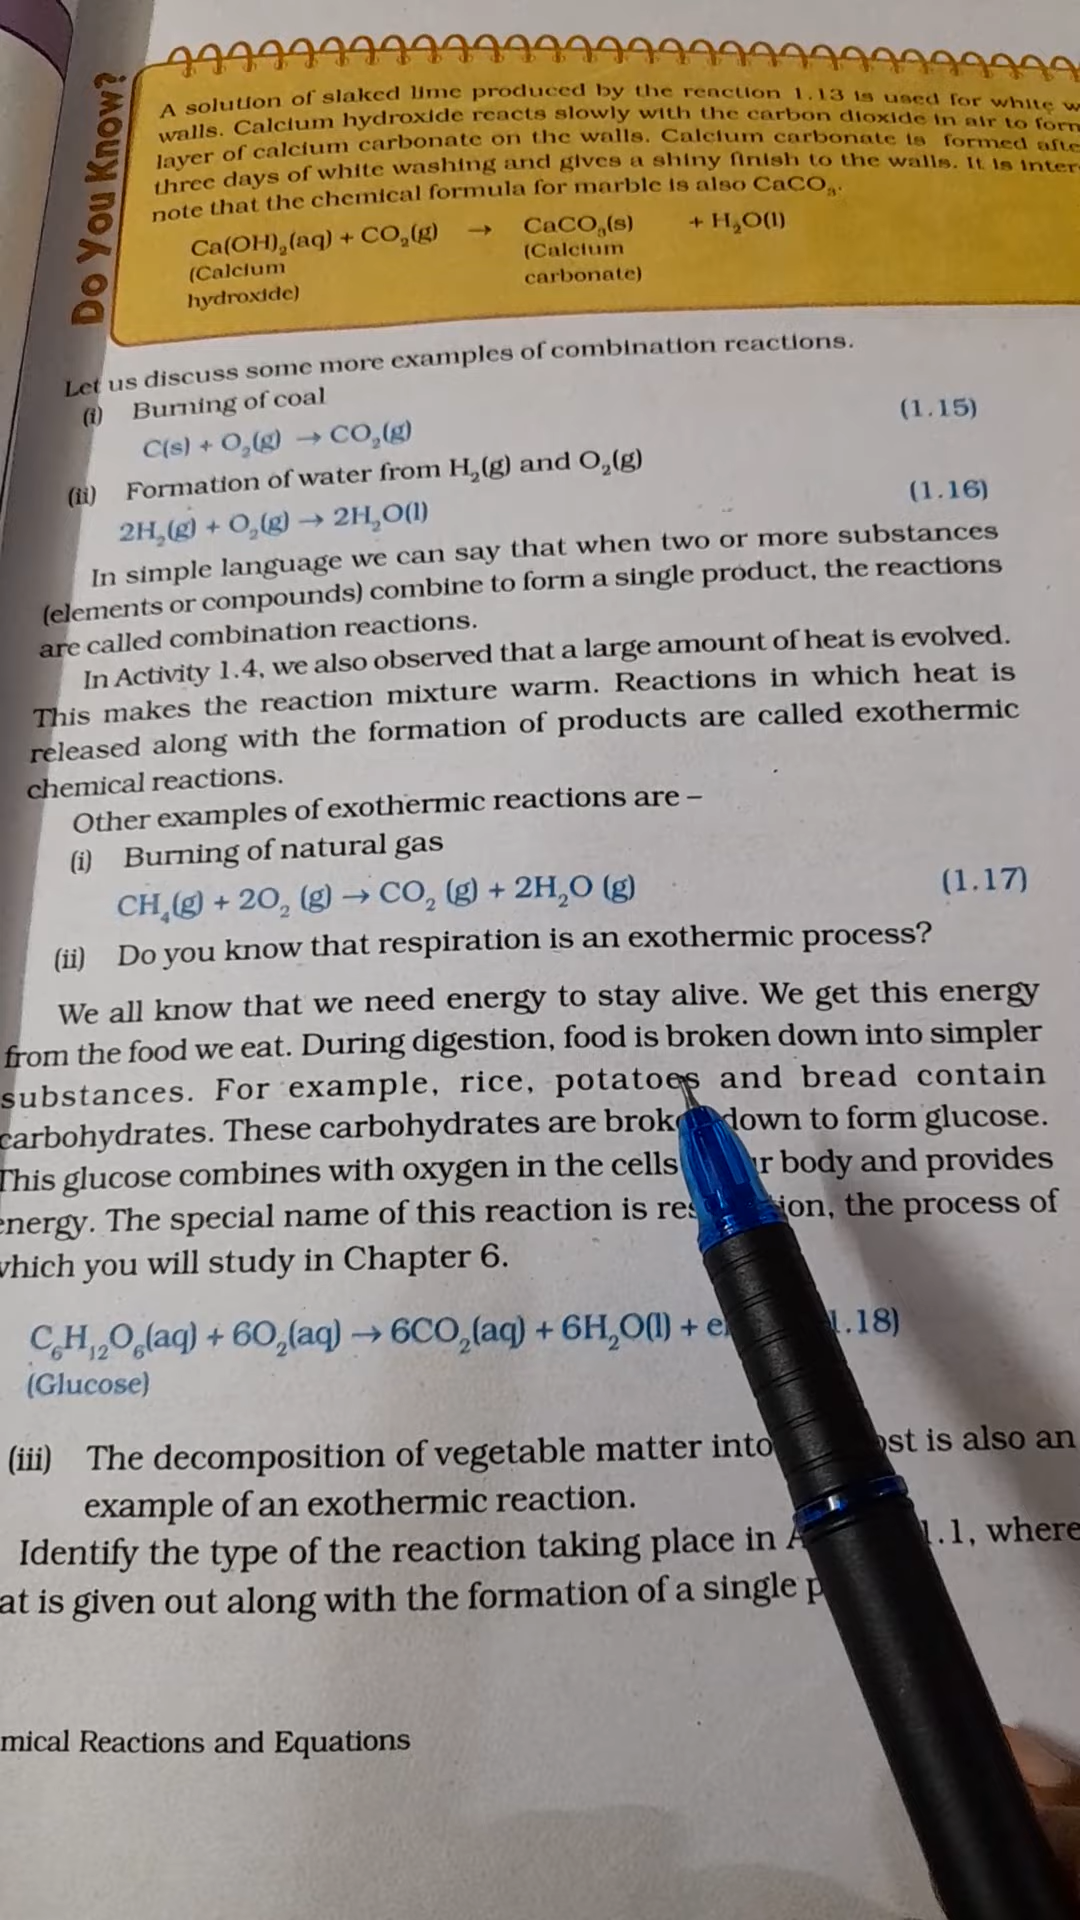 Do You Know?
A solution of slaked lime produced by the reaction 1.13 is used for white
walls. Calcium hydroxide reacts slowly with the carbon dioxide in air to form
layer of calcium carbonate on the walls. Calcium carbonate is formed
three days of white washing and gives a shiny finish to the walls. It is
note that the chemical formula for marble is also CaCO₃.
Ca(OH)₂(aq) + CO₂(g) → CaCO₃(s) + H₂O(l)
(Calcium (Calcium
hydroxide) carbonate)
Let us discuss some more examples of combination reactions.
(i) Burning of coal
C(s) + O₂(g) → CO₂(g) (1.15)
(ii) Formation of water from H₂(g) and O₂(g)
2H₂(g) + O₂(g) → 2H₂O(l) (1.16)
In simple language we can say that when two or more substances
(elements or compounds) combine to form a single product, the reactions
are called combination reactions.
In Activity 1.4, we also observed that a large amount of heat is evolved.
This makes the reaction mixture warm. Reactions in which heat is
released along with the formation of products are called exothermic
chemical reactions.
Other examples of exothermic reactions are –
(i) Burning of natural gas
CH₄(g) + 2O₂ (g) → CO₂ (g) + 2H₂O (g) (1.17)
(ii) Do you know that respiration is an exothermic process?
We all know that we need energy to stay alive. We get this energy
from the food we eat. During digestion, food is broken down into simpler
substances. For example, rice, potatoes and bread contain
carbohydrates. These carbohydrates are broken down to form glucose.
This glucose combines with oxygen in the cells body and provides
energy. The special name of this reaction is respiration, the process of
which you will study in Chapter 6.
C₆H₁₂O₆(aq) + 6O₂(aq) → 6CO₂(aq) + 6H₂O(l) + 1.18)
(Glucose)
(iii) The decomposition of vegetable matter into is also an
example of an exothermic reaction.
Identify the type of the reaction taking place in 1.1, where
at is given out along with the formation of a single
mical Reactions and Equations